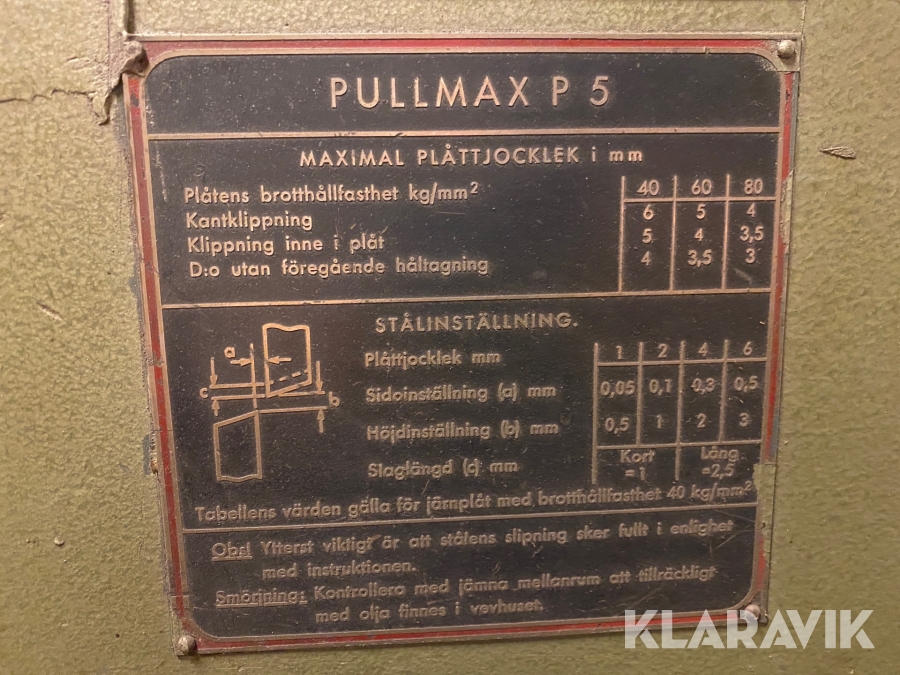 PULLMAX P 5
MAXIMAL PLÅTTJOCKLEK i mm
Plåtens brotthållfasthet kg/mm² 40 60 80
Kantklippning 6 5 4
Klippning inne i plåt 5 4 3,5
D:o utan föregående håltagning 4 3,5 3
STÅLINSTÄLLNING.
Plåttjocklek mm 1 2 4 6
Sidoinställning (a) mm 0,05 0,1 0,3 0,5
Höjdinställning (b) mm 0,5 1 2 3
Slaglängd (c) mm Kort =1 Lång =2,5
a
c
b
Tabellens värden gälla för järnplåt med brotthållfasthet 40 kg/mm²
Obs! Ytterst viktigt är att stålens slipning sker fullt i enlighet
med instruktionen.
Smörjning: Kontrollera med jämna mellanrum att tillräckligt
med olja finnes i vevhuset.
KLARAVIK